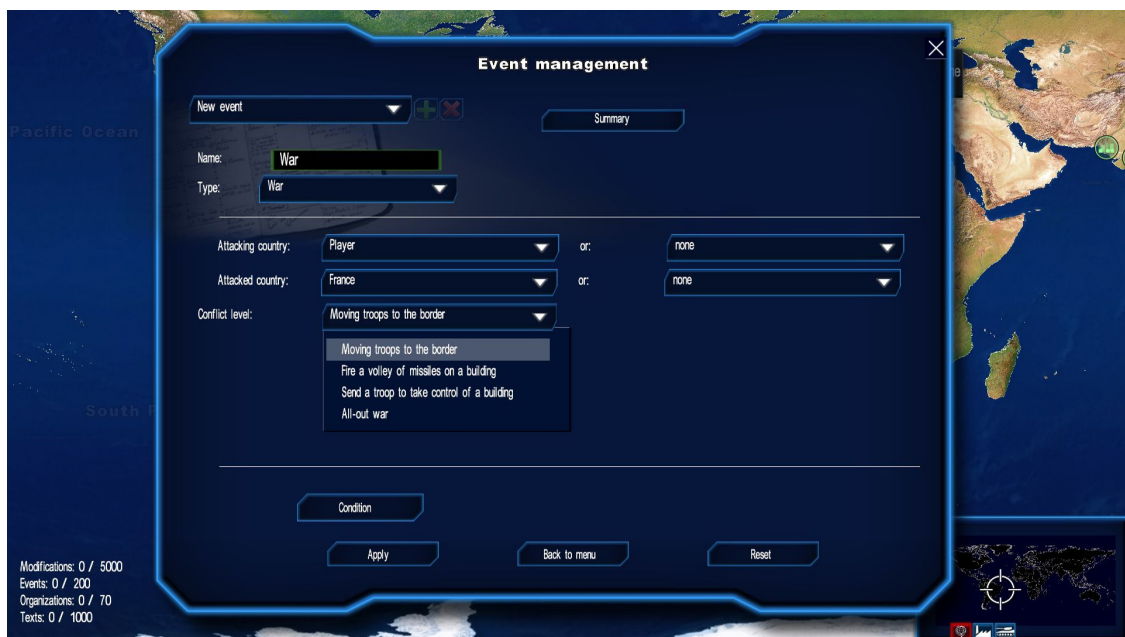 Event management
New event
Summary
Pacific Ocean
Name: War
Type: War
Attacking country: Player or: none
Attacked country: France or: none
Conflict level: Moving troops to the border
Moving troops to the border
Fire a volley of missiles on a building
Send a troop to take control of a building
All-out war
South
Condition
Apply Back to menu Reset
Modifications: 0 / 5000
Events: 0 / 200
Organizations: 0 / 70
Texts: 0 / 1000